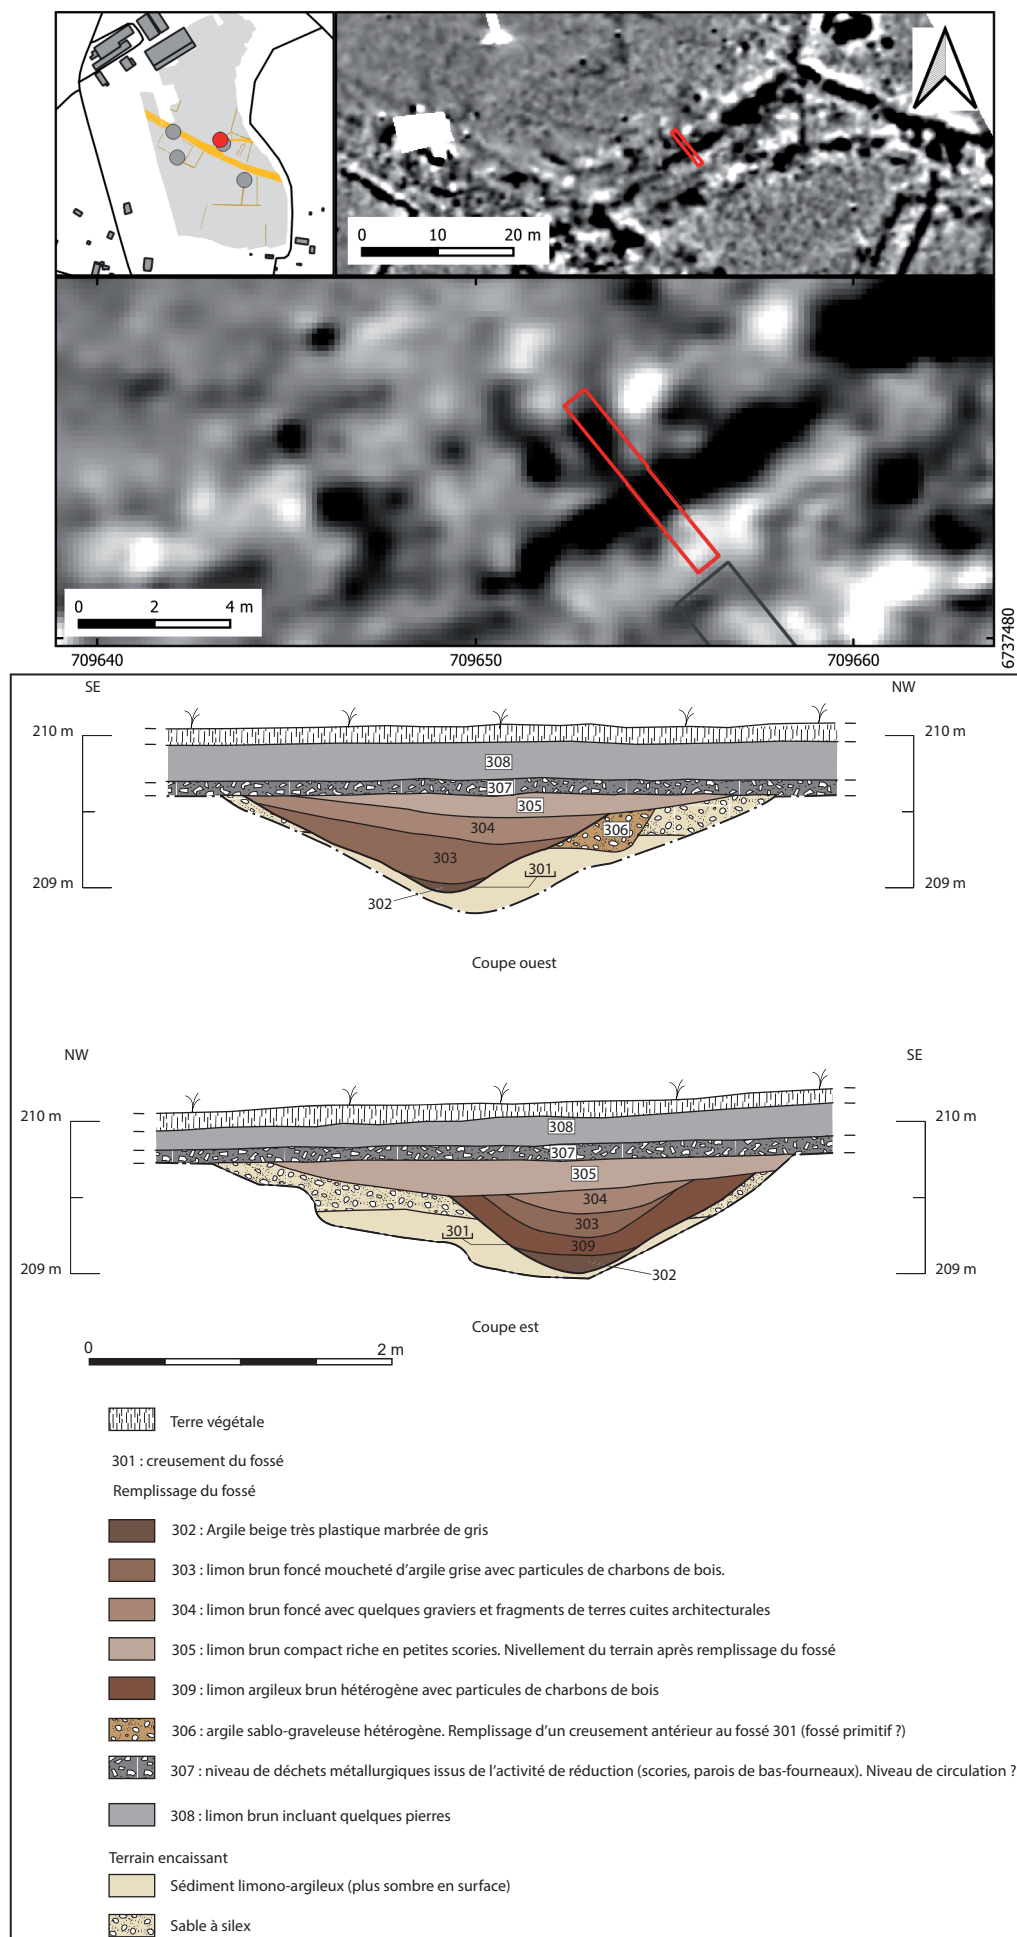 0 10 20 m
0 2 4 m
709640 709650 709660
6737480
SE NW
210 m 210 m
308
307
305
304
306
303
301
209 m 209 m
302
Coupe ouest
NW SE
210 m 210 m
308
307
305
304
303
301
309
209 m 209 m
302
Coupe est
0 2 m
Terre végétale
301 : creusement du fossé
Remplissage du fossé
302 : Argile beige très plastique marbrée de gris
303 : limon brun foncé moucheté d'argile grise avec particules de charbons de bois.
304 : limon brun foncé avec quelques graviers et fragments de terres cuites architecturales
305 : limon brun compact riche en petites scories. Nivellement du terrain après remplissage du fossé
309 : limon argileux brun hétérogène avec particules de charbons de bois
306 : argile sablo-graveleuse hétérogène. Remplissage d'un creusement antérieur au fossé 301 (fossé primitif ?)
307 : niveau de déchets métallurgiques issus de l'activité de réduction (scories, parois de bas-fourneaux). Niveau de circulation ?
308 : limon brun incluant quelques pierres
Terrain encaissant
Sédiment limono-argileux (plus sombre en surface)
Sable à silex